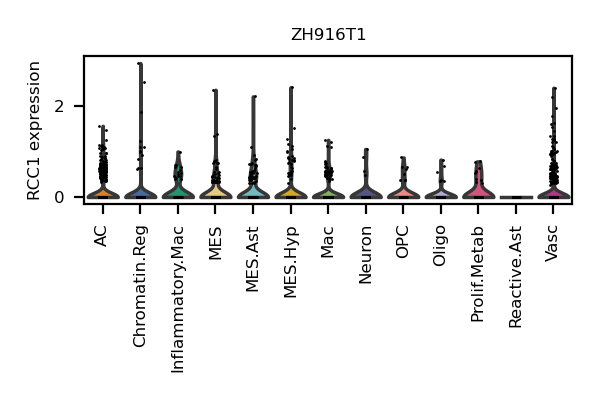 ZH916T1
RCC1 expression
2
0
AC
Chromatin.Reg
Inflammatory.Mac
MES
MES.Ast
MES.Hyp
Mac
Neuron
OPC
Oligo
Prolif.Metab
Reactive.Ast
Vasc